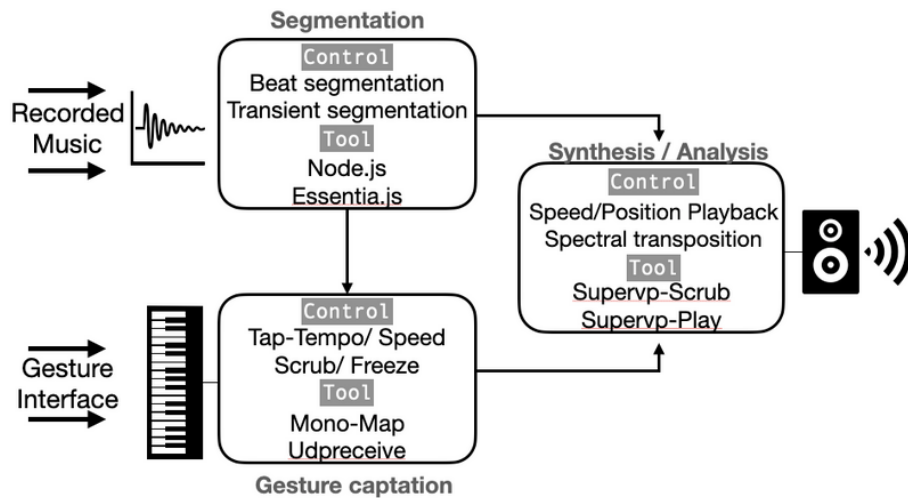 Segmentation
Control
Beat segmentation
Transient segmentation
Tool
Node.js
Essentia.js
Recorded
Music
Synthesis / Analysis
Control
Speed/Position Playback
Spectral transposition
Tool
Supervp-Scrub
Supervp-Play
Gesture
Interface
Control
Tap-Tempo/ Speed
Scrub/ Freeze
Tool
Mono-Map
Udpreceive
Gesture captation